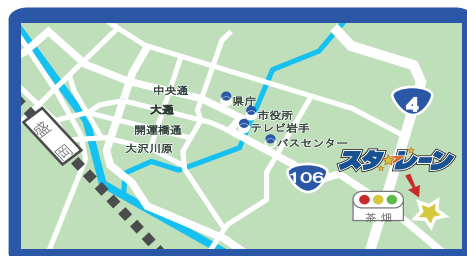 中央通
県庁
4
大通
市役所
開運橋通
テレビ岩手
大沢川原
バスセンター
盛岡
スターレーン
106
茶畑